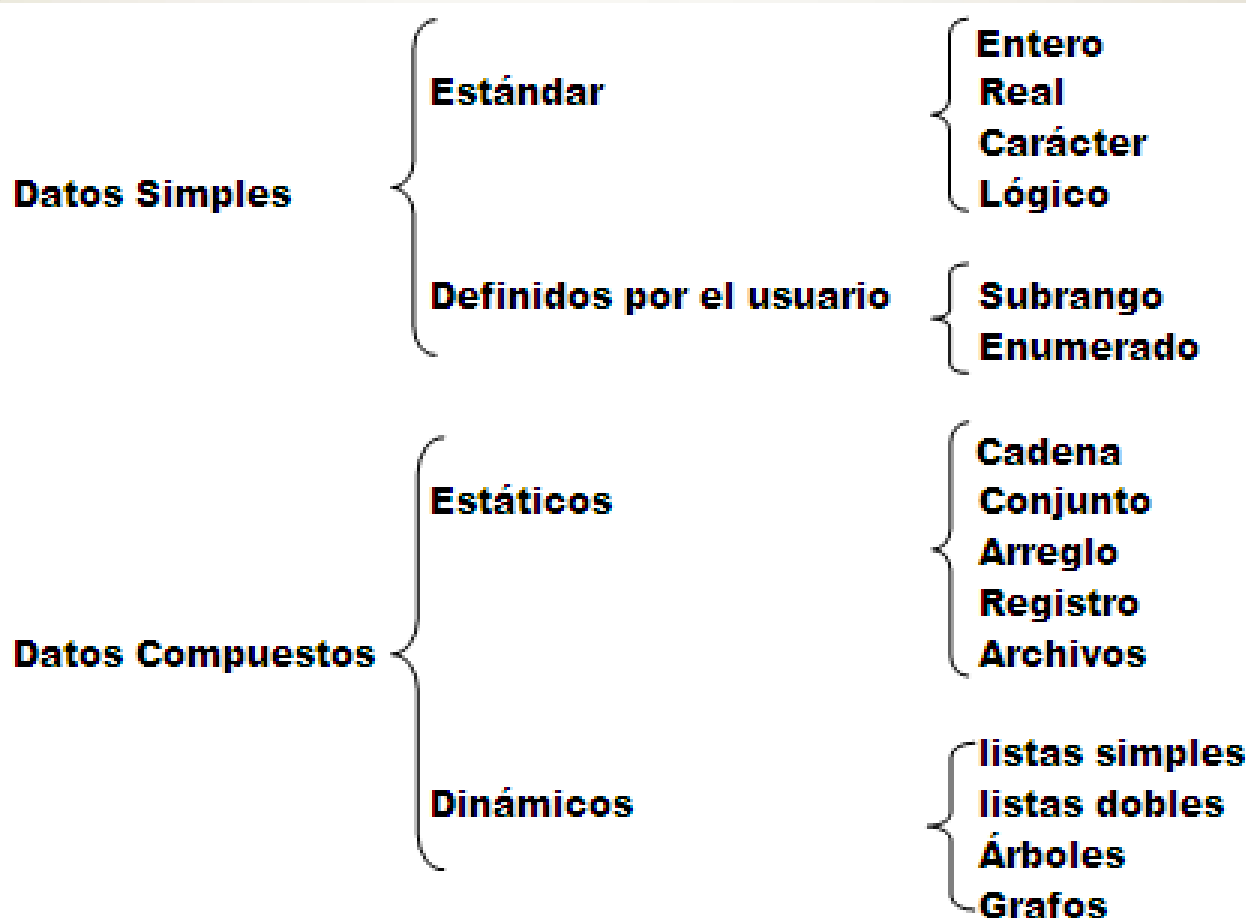 Datos Simples
Estándar
Entero
Real
Carácter
Lógico
Definidos por el usuario
Subrango
Enumerado
Datos Compuestos
Estáticos
Cadena
Conjunto
Arreglo
Registro
Archivos
Dinámicos
listas simples
listas dobles
Árboles
Grafos